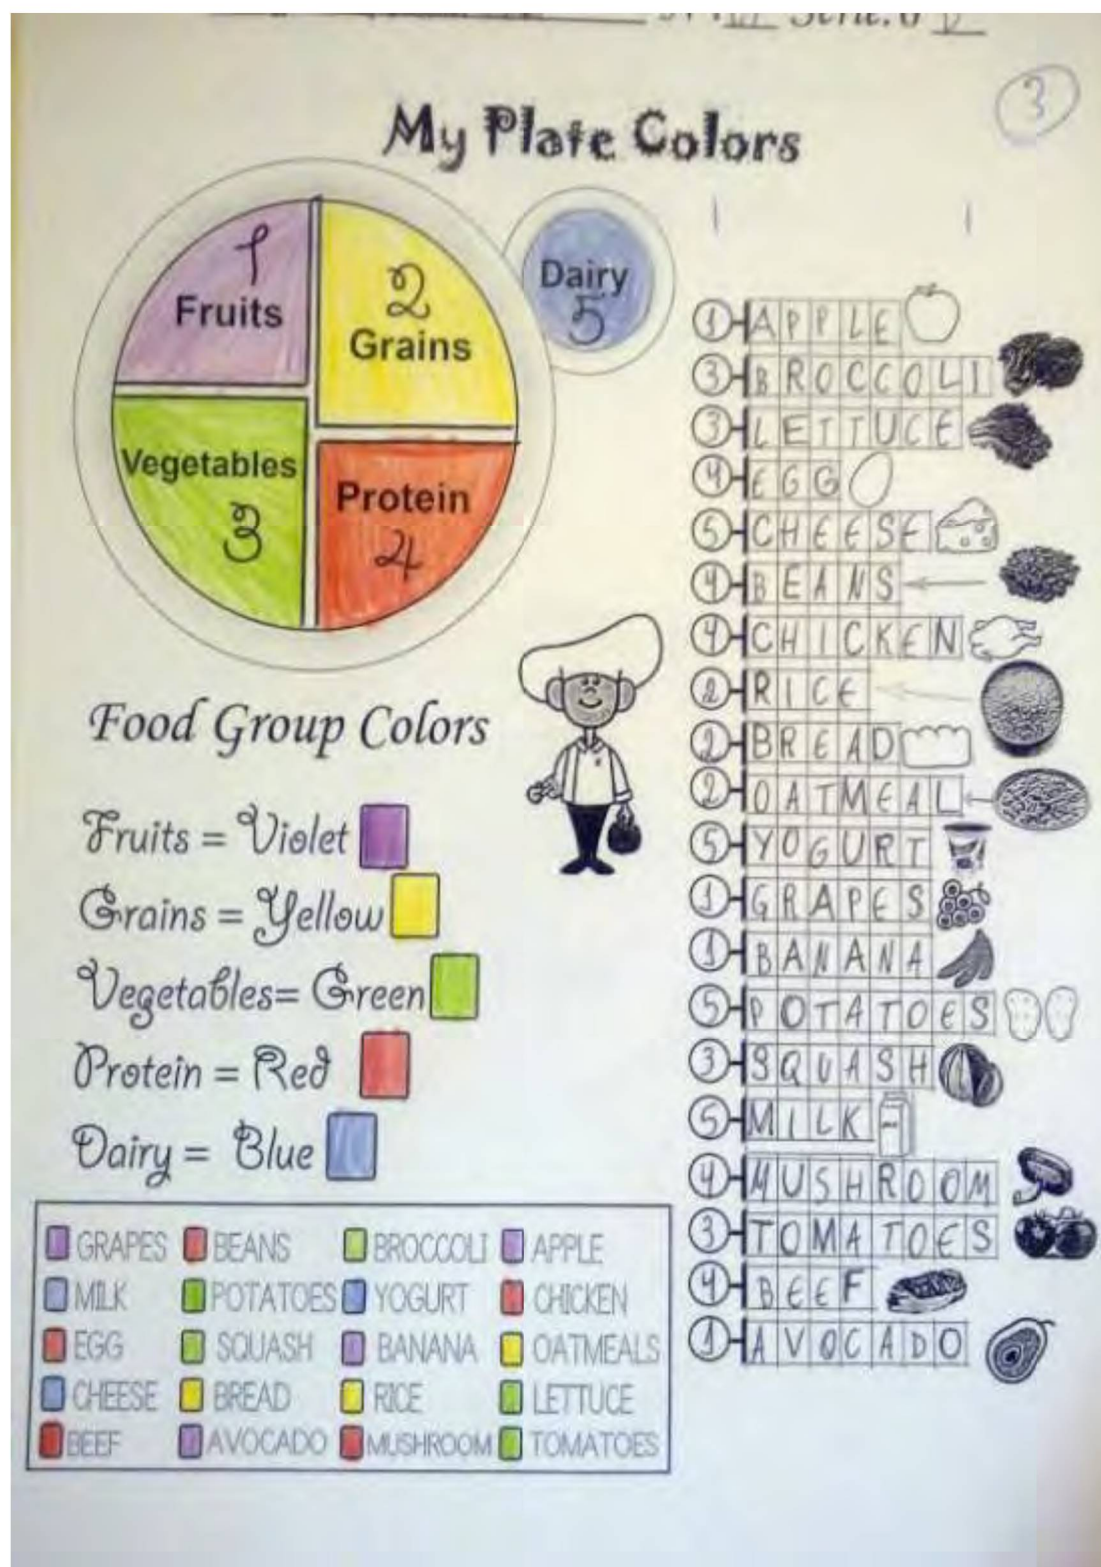 Serie: 6
3
My Plate Colors
1
Fruits
2
Grains
Dairy
5
Vegetables
3
Protein
4
Food Group Colors
Fruits = Violet
Grains = Yellow
Vegetables= Green
Protein = Red
Dairy = Blue
GRAPES BEANS BROCCOLI APPLE
MILK POTATOES YOGURT CHICKEN
EGG SQUASH BANANA OATMEALS
CHEESE BREAD RICE LETTUCE
BEEF AVOCADO MUSHROOM TOMATOES
1 APPLE
3 BROCCOLI
3 LETTUCE
4 EGG
5 CHEESE
4 BEANS
4 CHICKEN
2 RICE
2 BREAD
2 OATMEAL
5 YOGURT
1 GRAPES
1 BANANA
5 POTATOES
3 SQUASH
5 MILK
4 MUSHROOM
3 TOMATOES
4 BEEF
1 AVOCADO